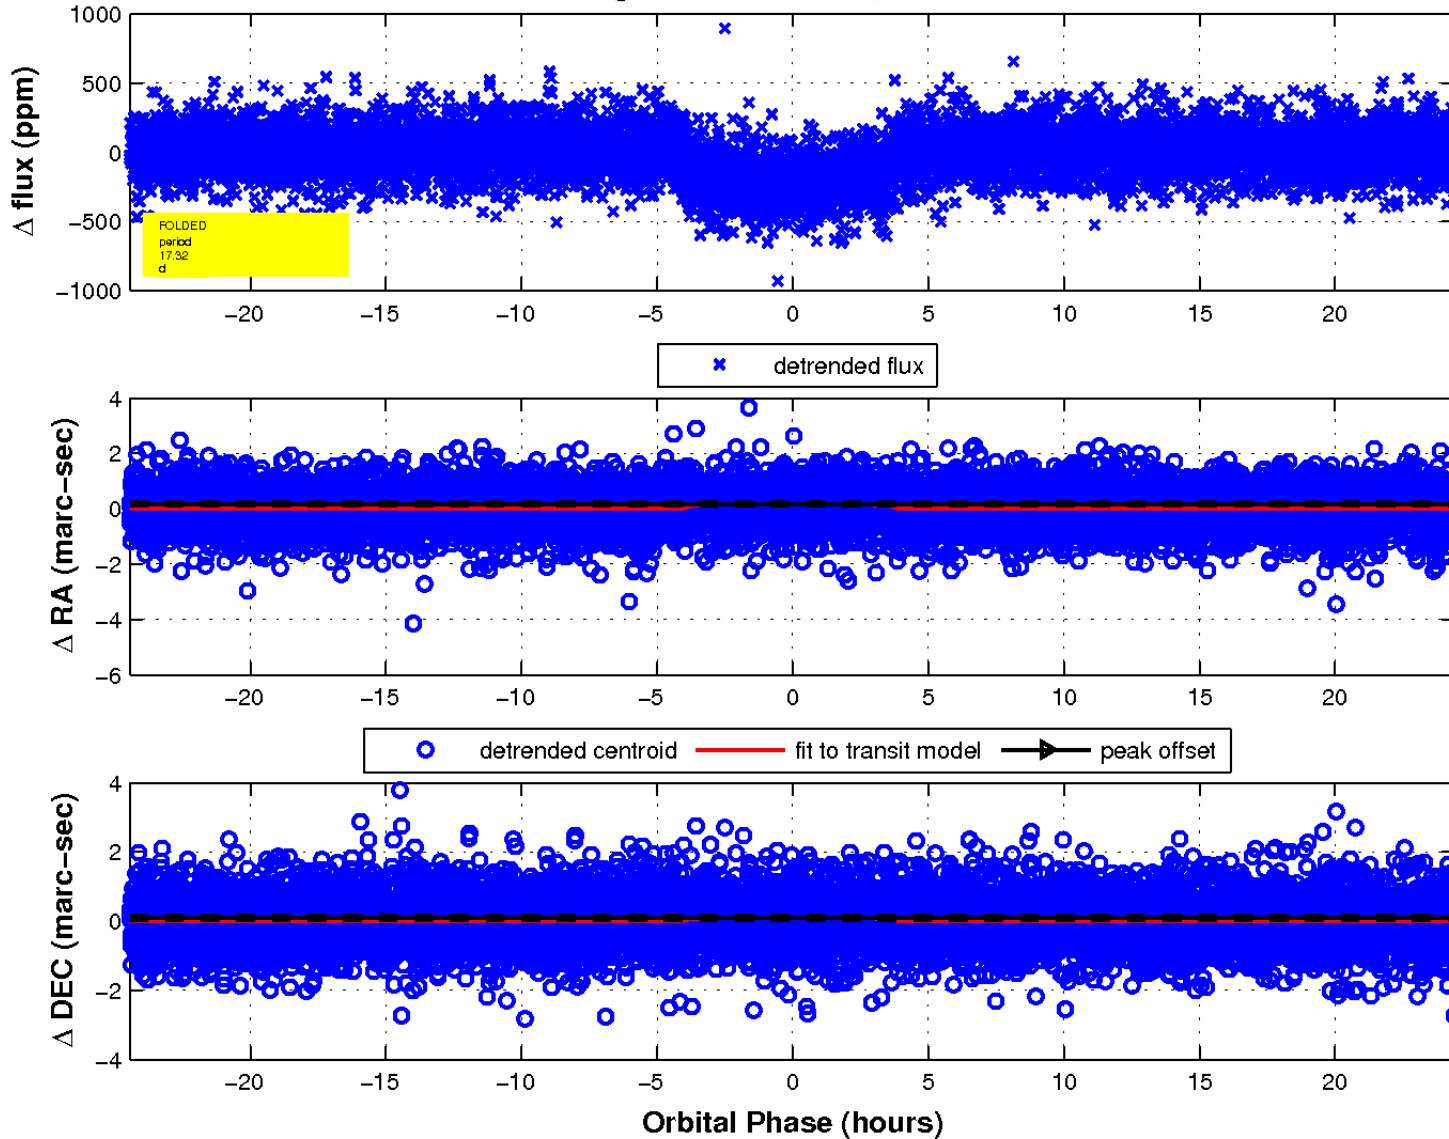 1000
500
0
−500
−1000
Δ flux (ppm)
FOLDED
period
17.32
d
−20 −15 −10 −5 0 5 10 15 20
detrended flux
4
2
0
−2
−4
−6
Δ RA (marc−sec)
−20 −15 −10 −5 0 5 10 15 20
detrended centroid fit to transit model peak offset
4
2
0
−2
−4
Δ DEC (marc−sec)
−20 −15 −10 −5 0 5 10 15 20
Orbital Phase (hours)